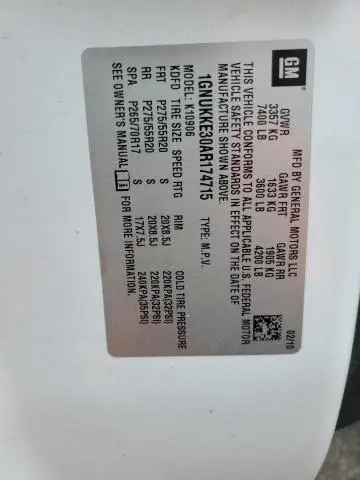 GM
MFD BY GENERAL MOTORS LLC
02/10
GVWR GAWR FRT GAWR RR
3357 KG 1633 KG 1905 KG
7400 LB 3600 LB 4200 LB
THIS VEHICLE CONFORMS TO ALL APPLICABLE U.S. FEDERAL MOTOR
VEHICLE SAFETY STANDARDS IN EFFECT ON THE DATE OF
MANUFACTURE SHOWN ABOVE.
1GNUKKE30AR174715 TYPE: M.P.V.
MODEL: K10906
KDFD TIRE SIZE SPEED RTG RIM COLD TIRE PRESSURE
FRT P275/55R20 S 20X8.5J 220KPA(32PSI)
RR P275/55R20 S 20X8.5J 220KPA(32PSI)
SPA P265/70R17 S 17X7.5J 240KPA(35PSI)
SEE OWNER'S MANUAL FOR MORE INFORMATION.